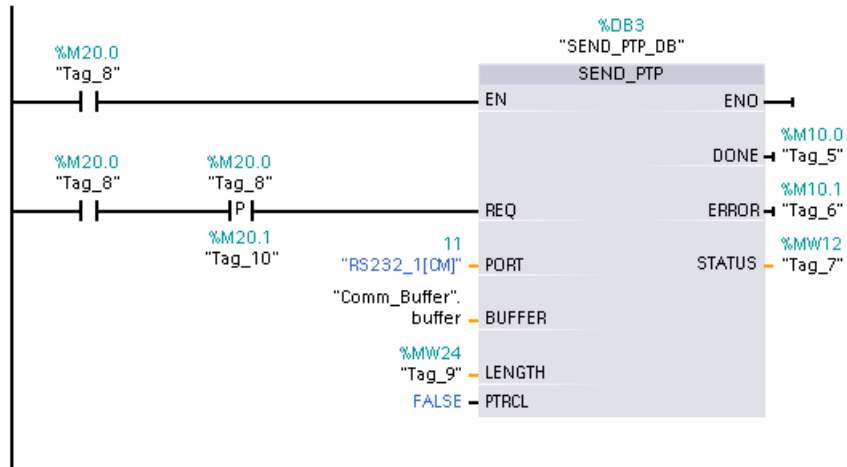 %DB3
"SEND_PTP_DB"
SEND_PTP
%M20.0
"Tag_8"
EN
ENO
DONE
%M10.0
"Tag_5"
%M20.0
"Tag_8"
%M20.0
"Tag_8"
P
%M20.1
"Tag_10"
REQ
ERROR
%M10.1
"Tag_6"
11
"RS232_1[CM]"
PORT
STATUS
%MW12
"Tag_7"
"Comm_Buffer".
buffer
BUFFER
%MW24
"Tag_9"
LENGTH
FALSE
PTRCL